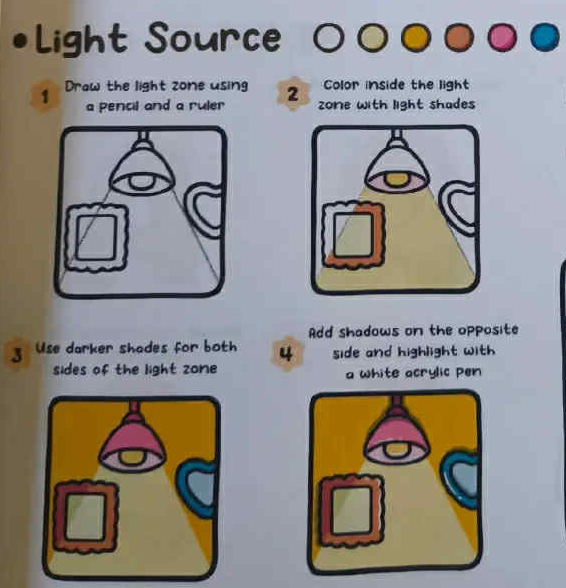 • Light Source
1 Draw the light zone using
a pencil and a ruler
2 Color inside the light
zone with light shades
3 Use darker shades for both
sides of the light zone
4 Add shadows on the opposite
side and highlight with
a white acrylic pen